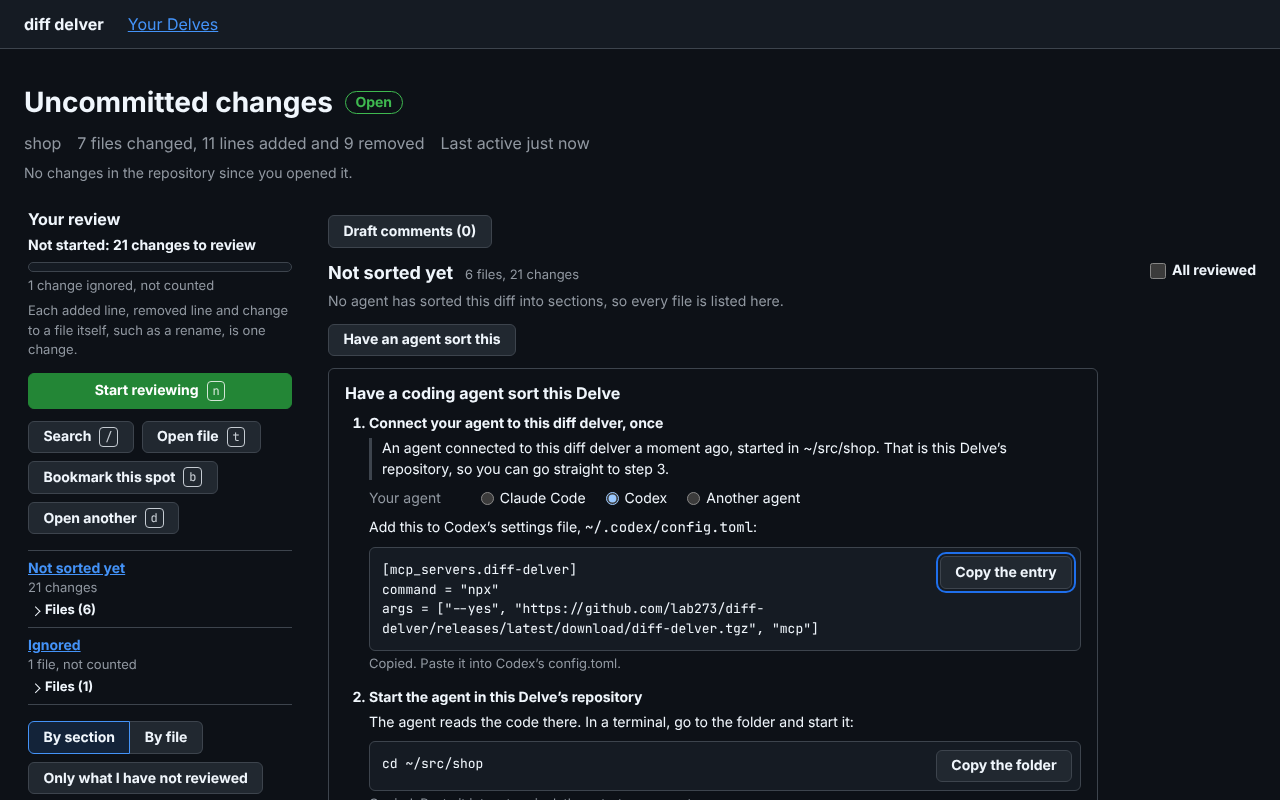 diff delver Your Delves
Uncommitted changes Open
shop 7 files changed, 11 lines added and 9 removed Last active just now
No changes in the repository since you opened it.
Your review
Not started: 21 changes to review
1 change ignored, not counted
Each added line, removed line and change
to a file itself, such as a rename, is one
change.
Start reviewing n
Search / Open file t
Bookmark this spot b
Open another d
Not sorted yet
21 changes
Files (6)
Ignored
1 file, not counted
Files (1)
By section By file
Only what I have not reviewed
Draft comments (0)
Not sorted yet 6 files, 21 changes
All reviewed
No agent has sorted this diff into sections, so every file is listed here.
Have an agent sort this
Have a coding agent sort this Delve
1. Connect your agent to this diff delver, once
An agent connected to this diff delver a moment ago, started in ~/src/shop. That is this Delve’s
repository, so you can go straight to step 3.
Your agent Claude Code Codex Another agent
Add this to Codex’s settings file, ~/.codex/config.toml:
[mcp_servers.diff-delver]
command = "npx"
args = ["--yes", "https://github.com/lab273/diff-
delver/releases/latest/download/diff-delver.tgz", "mcp"]
Copy the entry
Copied. Paste it into Codex’s config.toml.
2. Start the agent in this Delve’s repository
The agent reads the code there. In a terminal, go to the folder and start it:
cd ~/src/shop
Copy the folder